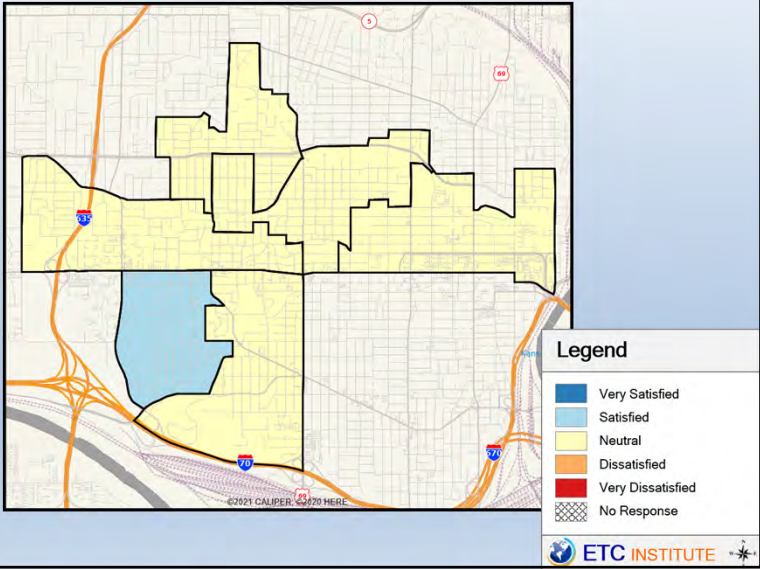 5
69
635
Legend
Very Satisfied
Satisfied
Neutral
Dissatisfied
Very Dissatisfied
No Response
70
670
69
©2021 CALIPER, ©2020 HERE
ETC INSTITUTE